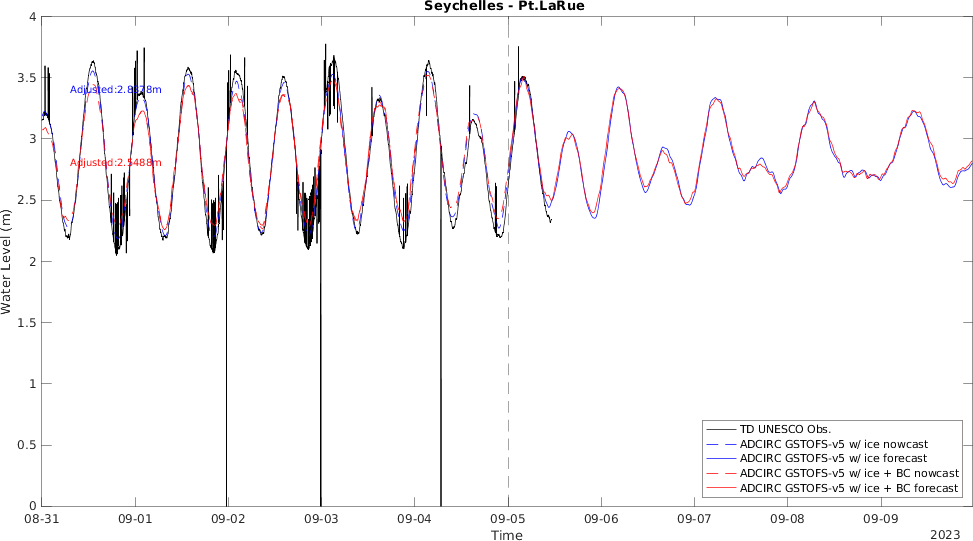 Seychelles - Pt.LaRue
4
3.5
3
2.5
2
1.5
1
0.5
0
Water Level (m)
Adjusted:2.5488m
08-31
09-01
09-02
09-03
09-04
09-05
09-06
09-07
09-08
09-09
Time
2023
TD UNESCO Obs.
ADCIRC GSTOFS-v5 w/ ice nowcast
ADCIRC GSTOFS-v5 w/ ice forecast
ADCIRC GSTOFS-v5 w/ ice + BC nowcast
ADCIRC GSTOFS-v5 w/ ice + BC forecast